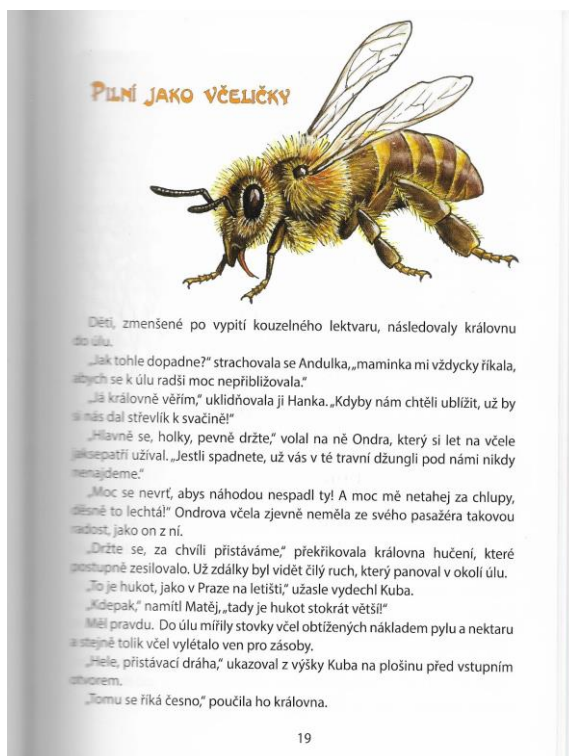 Pilní jako včeličky
Děti, zmenšené po vypití kouzelného lektvaru, následovaly královnu
do úlu.
„Jak tohle dopadne?“ strachovala se Andulka, „maminka mi vždycky říkala,
abych se k úlu radši moc nepřibližovala.“
„Já královně věřím,“ uklidňovala ji Hanka. „Kdyby nám chtěli ublížit, už by
si nás dal střevlík k svačině!“
„Hlavně se, holky, pevně držte,“ volal na ně Ondra, který si let na včele
jaksepatří užíval. „Jestli spadnete, už vás v té travní džungli pod námi nikdy
nenajdeme.“
„Moc se nevrť, abys náhodou nespadl ty! A moc mě netahej za chlupy,
děsně to lechtá!“ Ondrova včela zjevně neměla ze svého pasažéra takovou
radost, jako on z ní.
„Držte se, za chvíli přistáváme,“ překřikovala královna hučení, které
postupně zesilovalo. Už zdálky byl vidět čilý ruch, který panoval v okolí úlu.
„To je hukot, jako v Praze na letišti,“ užasle vydechl Kuba.
„Kdepak,“ namítl Matěj, „tady je hukot stokrát větší!“
Měl pravdu. Do úlu mířily stovky včel obtížených nákladem pylu a nektaru
a stejně tolik včel vylétalo ven pro zásoby.
„Hele, přistávací dráha,“ ukazoval z výšky Kuba na plošinu před vstupním
otvorem.
„Tomu se říká česno,“ poučila ho královna.
19